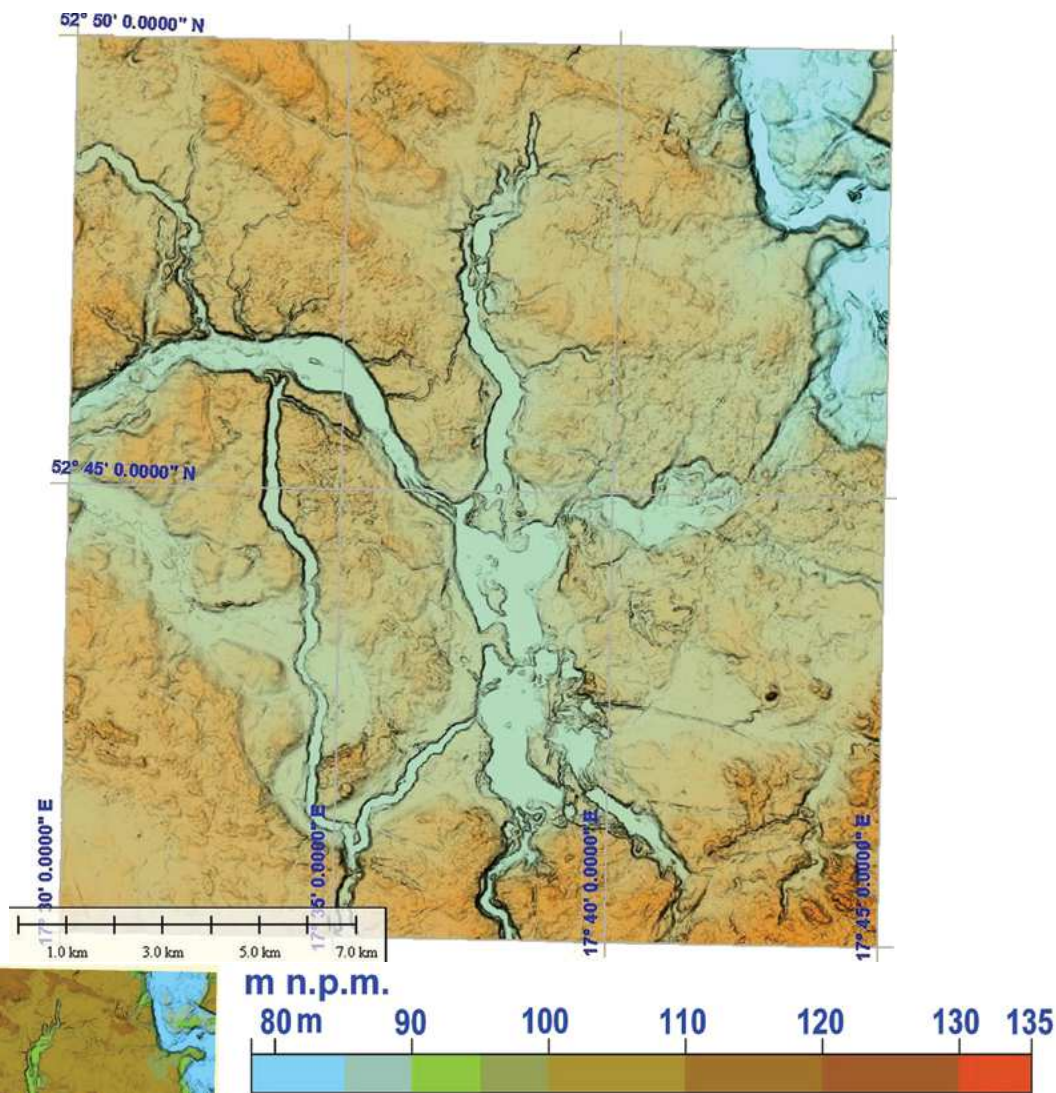 52° 50' 0.0000" N
52° 45' 0.0000" N
17° 30' 0.0000" E
17° 35' 0.0000" E
17° 40' 0.0000" E
17° 45' 0.0000" E
1.0 km 3.0 km 5.0 km 7.0 km
m n.p.m.
80 m 90 100 110 120 130 135